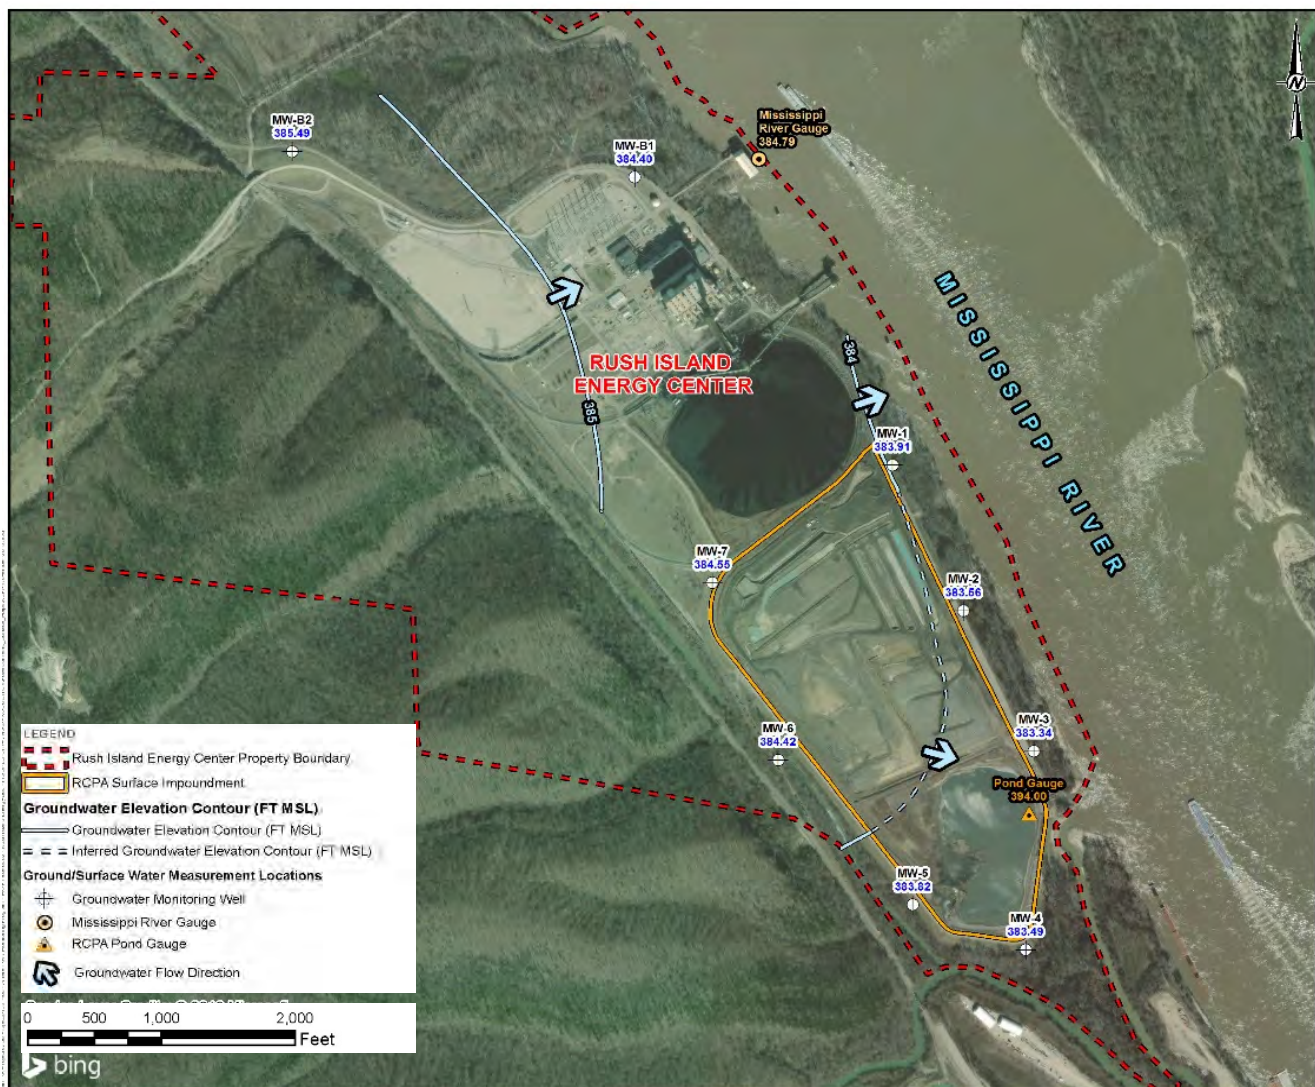 N
MW-B2
385.49
MW-B1
384.40
Mississippi
River Gauge
384.79
MISSISSIPPI RIVER
RUSH ISLAND
ENERGY CENTER
384
385
MW-1
383.91
MW-7
384.55
MW-2
383.56
MW-3
383.34
MW-6
384.42
Pond Gauge
394.00
MW-5
383.82
MW-4
383.49
LEGEND
Rush Island Energy Center Property Boundary
RCPA Surface Impoundment
Groundwater Elevation Contour (FT MSL)
Groundwater Elevation Contour (FT MSL)
Inferred Groundwater Elevation Contour (FT MSL)
Ground/Surface Water Measurement Locations
Groundwater Monitoring Well
Mississippi River Gauge
RCPA Pond Gauge
Groundwater Flow Direction
0 500 1,000 2,000
Feet
bing